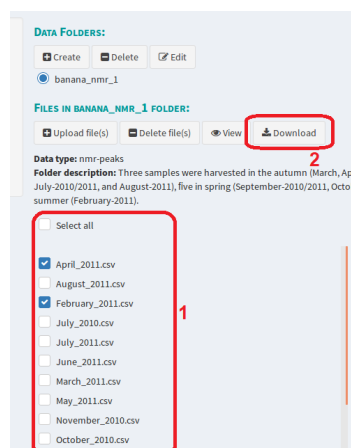 DATA FOLDERS:
Create Delete Edit
banana_nmr_1
FILES IN BANANA_NMR_1 FOLDER:
Upload file(s) Delete file(s) View Download
2
Data type: nmr-peaks
Folder description: Three samples were harvested in the autumn (March, Ap
July-2010/2011, and August-2011), five in spring (September-2010/2011, Octo
summer (February-2011).
Select all
April_2011.csv
August_2011.csv
February_2011.csv
1
July_2010.csv
July_2011.csv
June_2011.csv
March_2011.csv
May_2011.csv
November_2010.csv
October_2010.csv